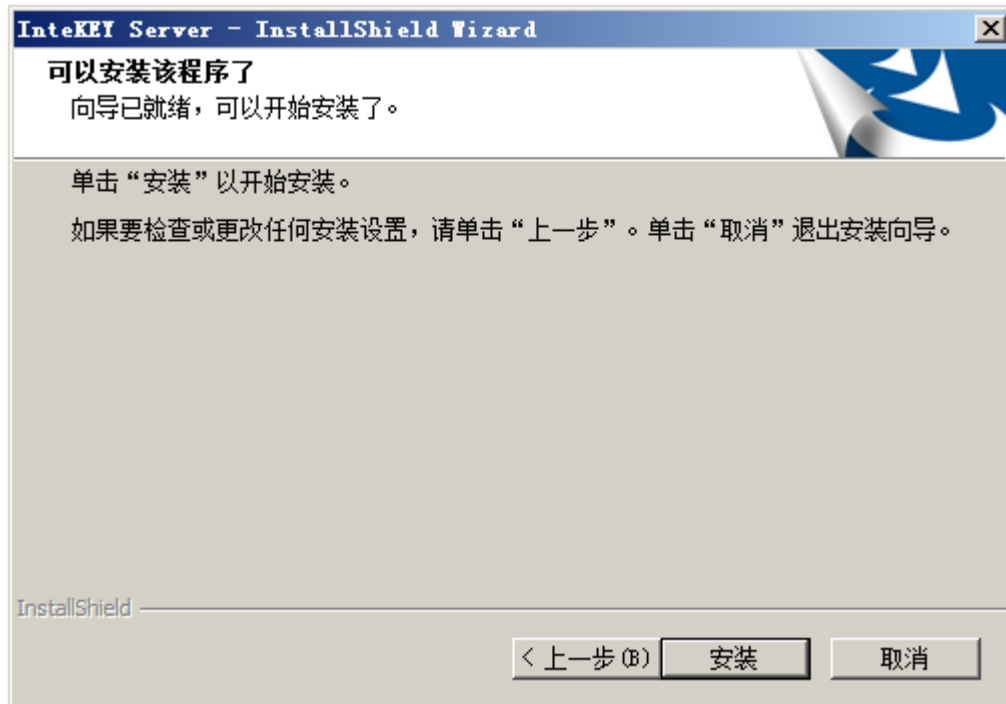 InteKEY Server - InstallShield Wizard
可以安装该程序了
向导已就绪，可以开始安装了。
单击“安装”以开始安装。
如果要检查或更改任何安装设置，请单击“上一步”。单击“取消”退出安装向导。
InstallShield
< 上一步(B)
安装
取消